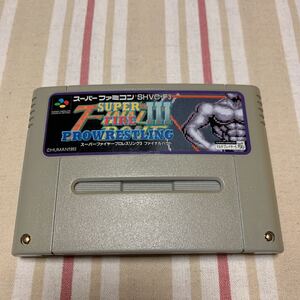 スーパーファミコン SHVC-F3
SUPER
FIRE
III
PROWRESTLING
スーパーファイヤープロレスリング3 ファイナルバウト
©HUMAN1993